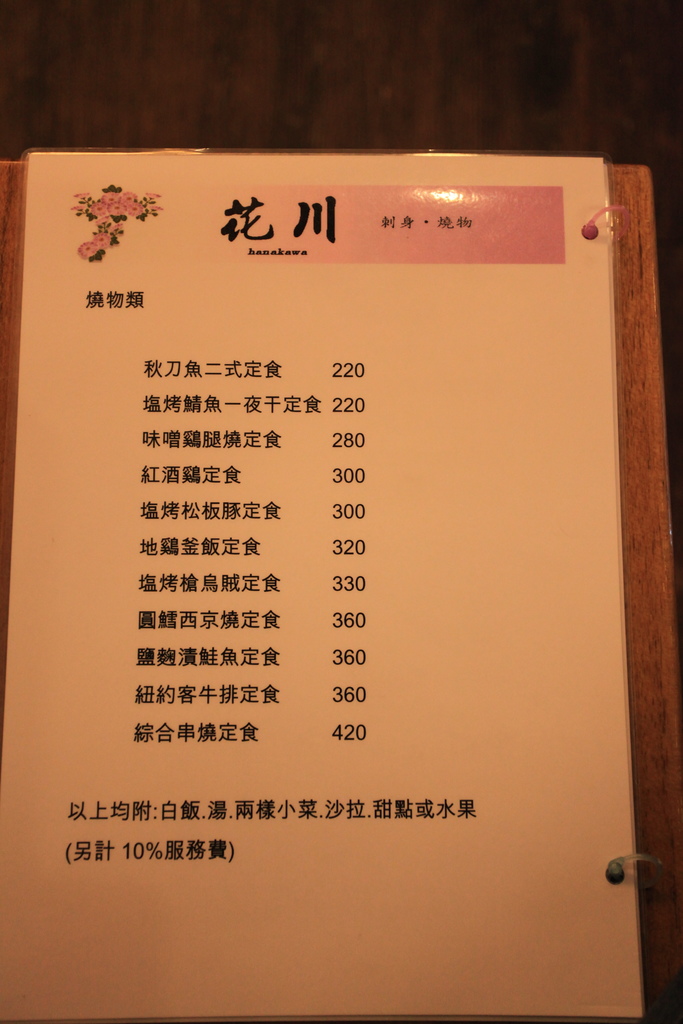 花川 刺身・燒物
hanakawa
燒物類
秋刀魚二式定食 220
塩烤鯖魚一夜干定食 220
味噌鷄腿燒定食 280
紅酒鷄定食 300
塩烤松板豚定食 300
地鷄釜飯定食 320
塩烤槍烏賊定食 330
圓鱈西京燒定食 360
鹽麴漬鮭魚定食 360
紐約客牛排定食 360
綜合串燒定食 420
以上均附:白飯.湯.兩樣小菜.沙拉.甜點或水果
(另計 10%服務費)